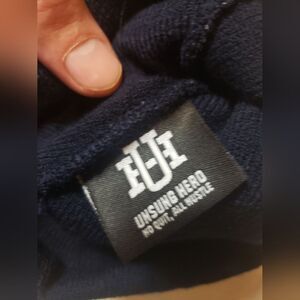 UH
UNSUNG HERO
NO QUIT, ALL HUSTLE